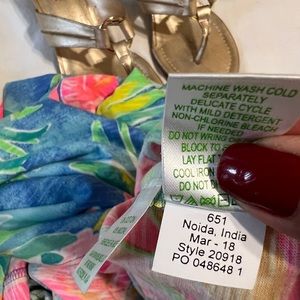 MACHINE WASH COLD
SEPARATELY
DELICATE CYCLE
WITH MILD DETERGENT
NON-CHLORINE BLEACH
IF NEEDED
DO NOT WRING OR
BLOCK TO
LAY FLAT T
COOL IRON
DO NOT D
651
Noida, India
Mar - 18
Style 20918
PO 048648 1